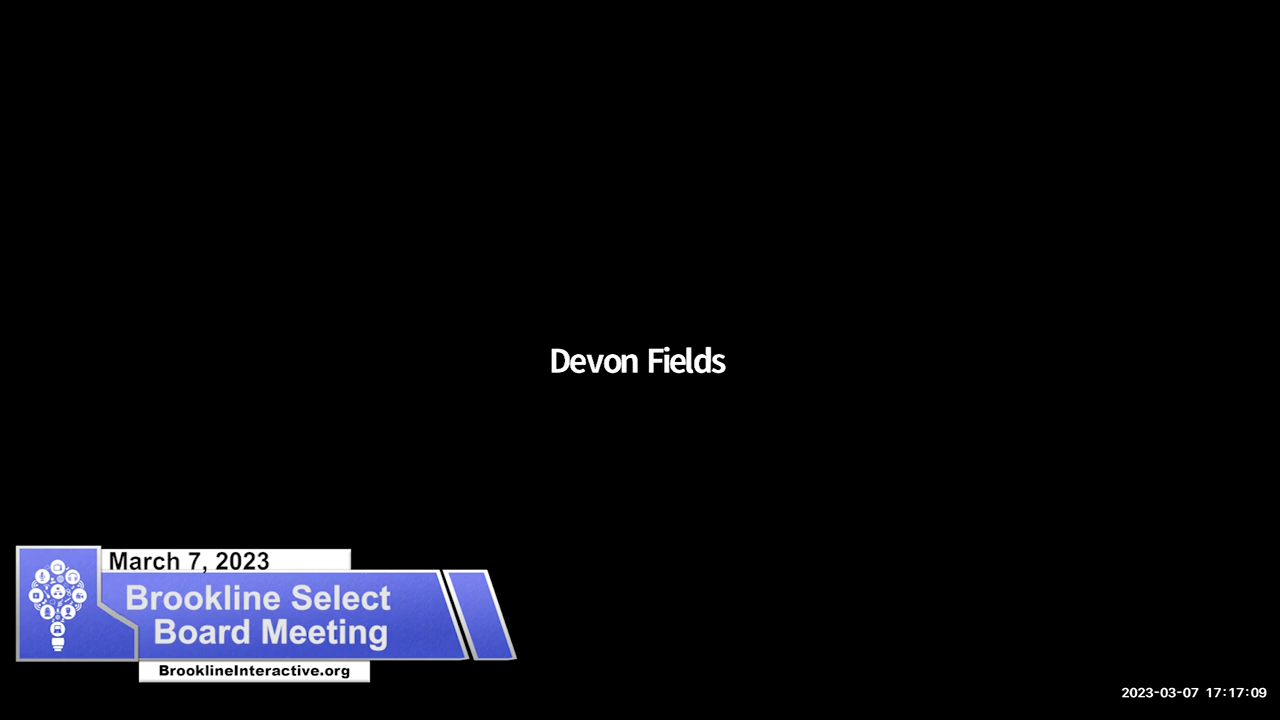 Devon Fields
March 7, 2023
Brookline Select
Board Meeting
BrooklineInteractive.org
2023-03-07 17:17:09